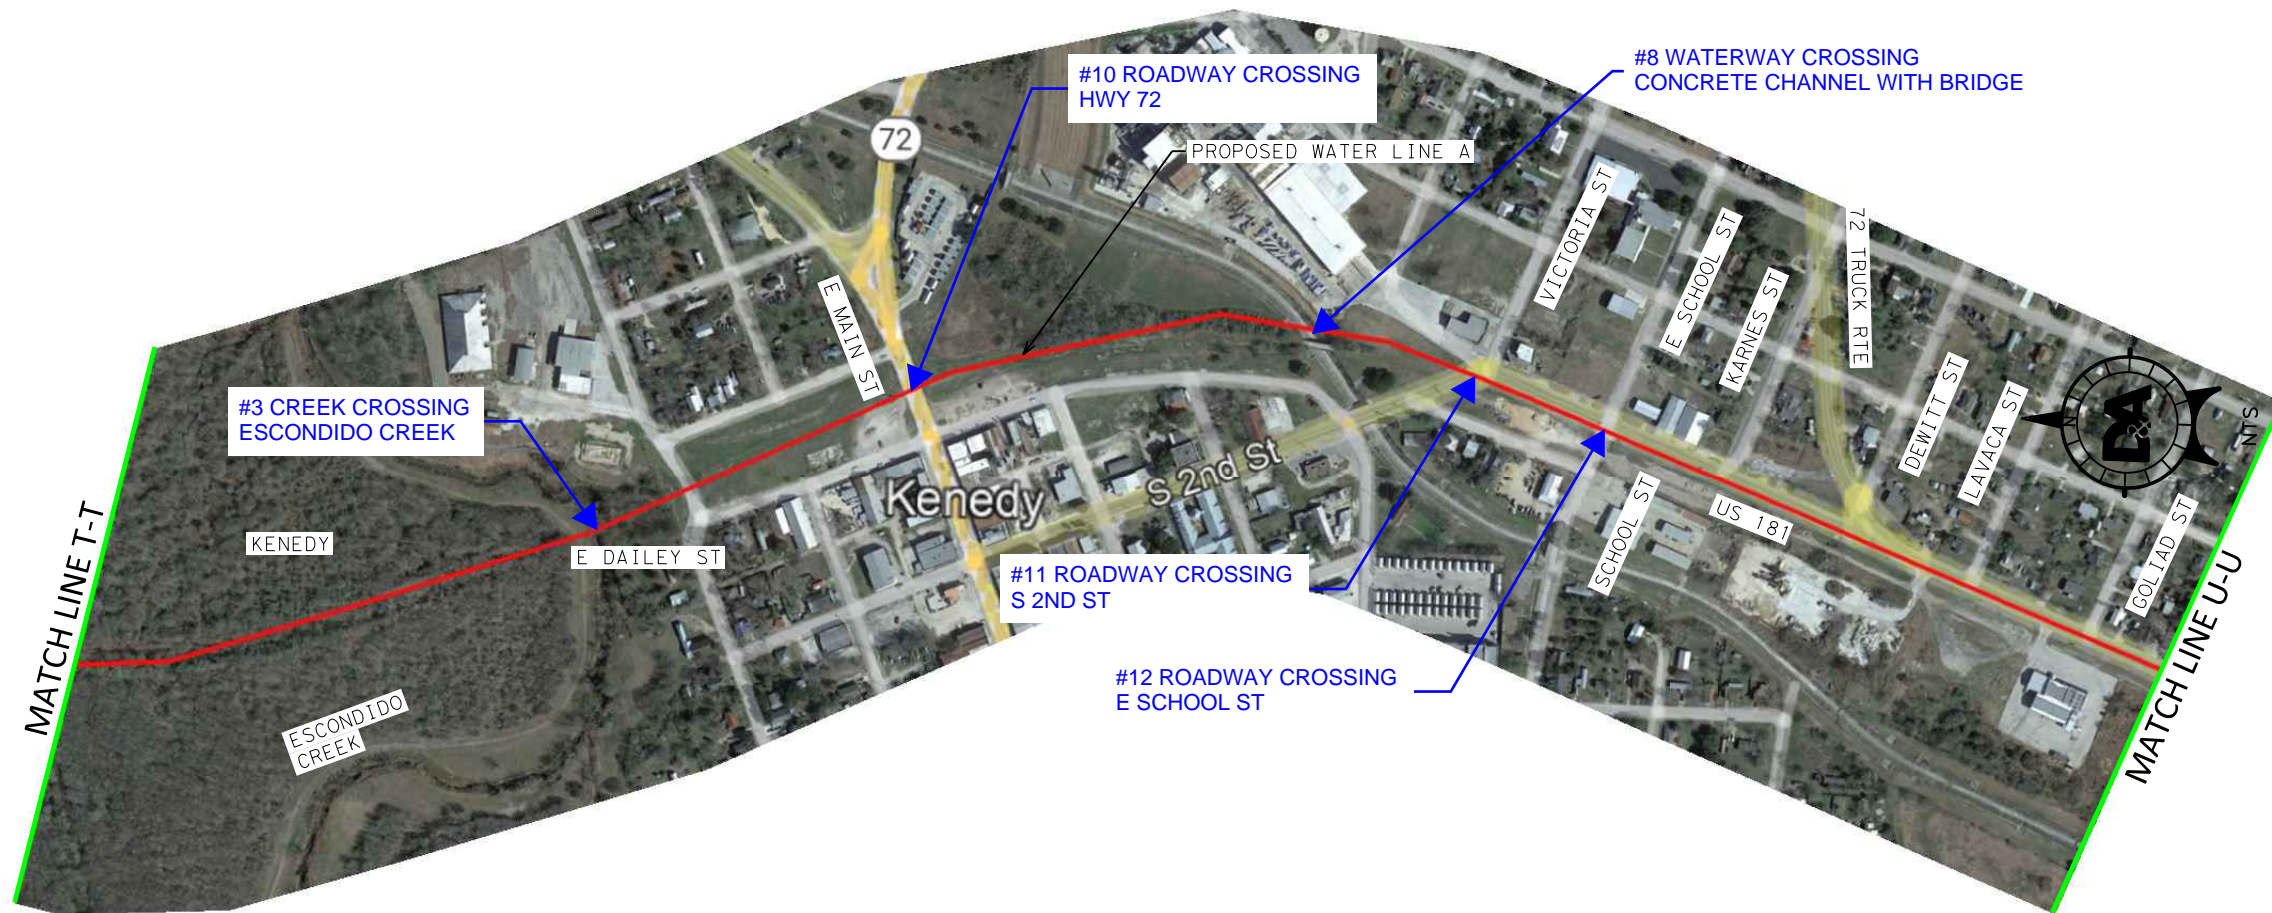 #10 ROADWAY CROSSING
HWY 72
#8 WATERWAY CROSSING
CONCRETE CHANNEL WITH BRIDGE
72
PROPOSED WATER LINE A
VICTORIA ST
E SCHOOL ST
KARNES ST
72 TRUCK RTE
DEWITT ST
LAVACA ST
GOLIAD ST
N
D&A
NTS
E MAIN ST
#3 CREEK CROSSING
ESCONDIDO CREEK
KENEDY
E DAILEY ST
Kenedy
S 2nd St
US 181
SCHOOL ST
#11 ROADWAY CROSSING
S 2ND ST
#12 ROADWAY CROSSING
E SCHOOL ST
ESCONDIDO
CREEK
MATCH LINE T-T
MATCH LINE U-U